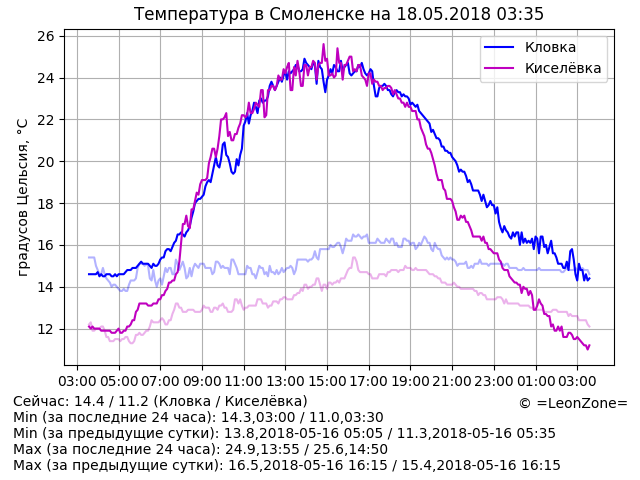 Температура в Смоленске на 18.05.2018 03:35
градусов Цельсия, °C
26
24
22
20
18
16
14
12
Кловка
Киселёвка
03:00 05:00 07:00 09:00 11:00 13:00 15:00 17:00 19:00 21:00 23:00 01:00 03:00
Сейчас: 14.4 / 11.2 (Кловка / Киселёвка)
© =LeonZone=
Min (за последние 24 часа): 14.3,03:00 / 11.0,03:30
Min (за предыдущие сутки): 13.8,2018-05-16 05:05 / 11.3,2018-05-16 05:35
Max (за последние 24 часа): 24.9,13:55 / 25.6,14:50
Max (за предыдущие сутки): 16.5,2018-05-16 16:15 / 15.4,2018-05-16 16:15